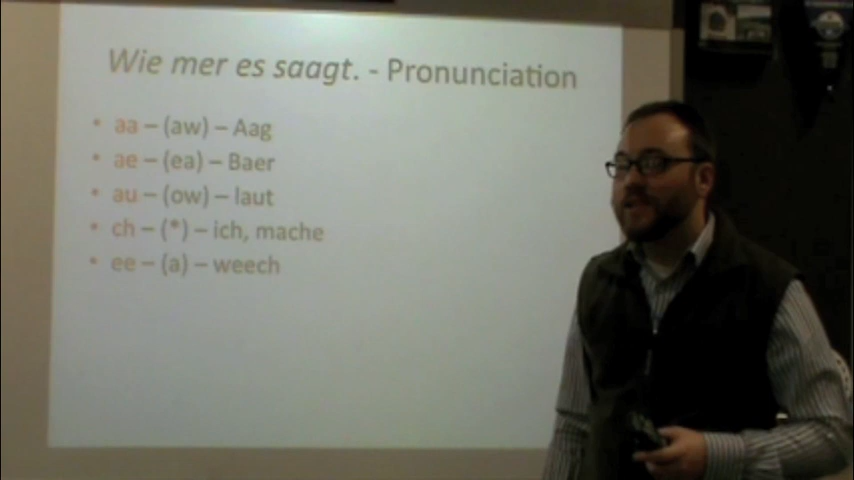 Wie mer es saagt. - Pronunciation
• aa – (aw) – Aag
• ae – (ea) – Baer
• au – (ow) – laut
• ch – (*) – ich, mache
• ee – (a) – weech